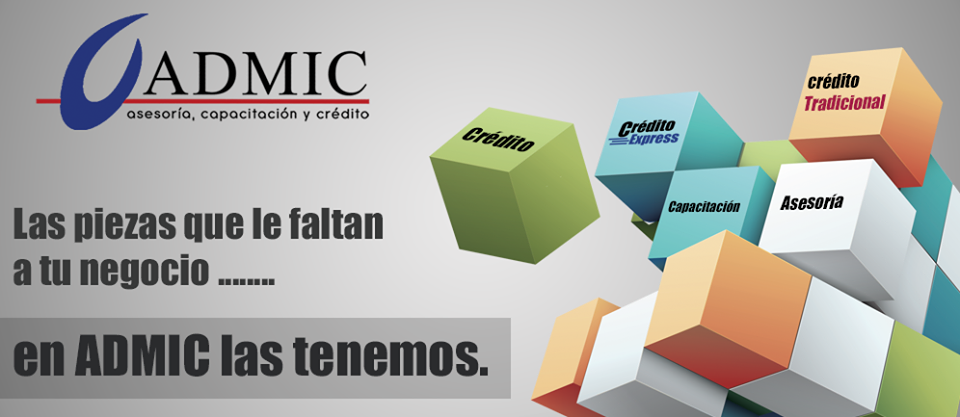 ADMIC
asesoría, capacitación y crédito
Las piezas que le faltan
a tu negocio ........
en ADMIC las tenemos.
Crédito
Crédito
Express
crédito
Tradicional
Capacitación
Asesoría